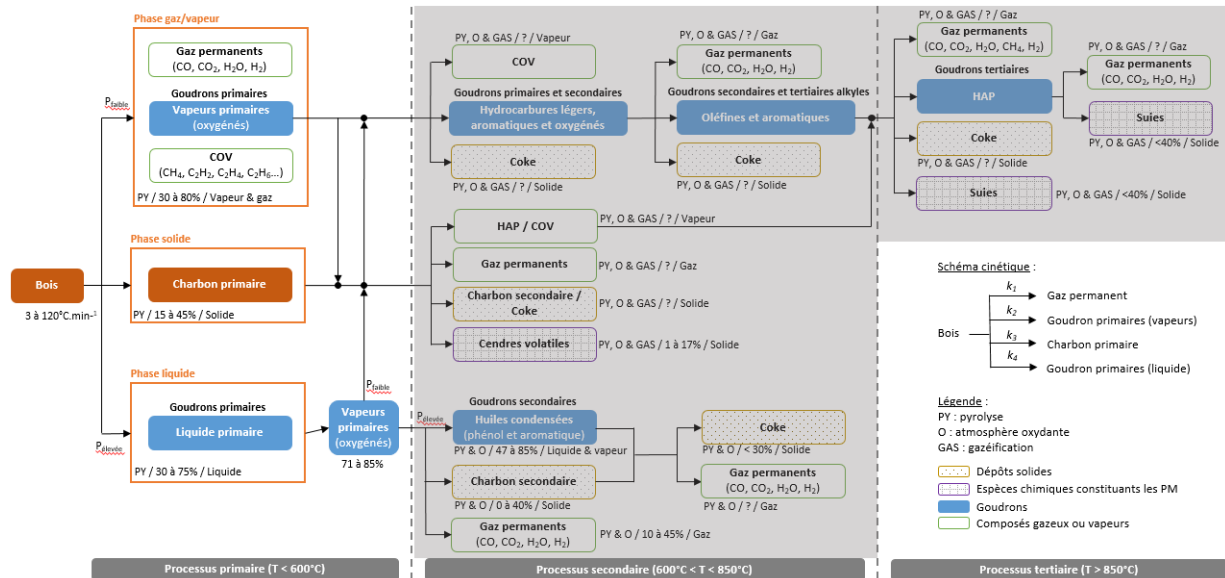 Phase gaz/vapeur
Gaz permanents
(CO, CO₂, H₂O, H₂)
Goudrons primaires
Vapeurs primaires
(oxygénés)
COV
(CH₄, C₂H₂, C₂H₄, C₂H₆...)
PY / 30 à 80% / Vapeur & gaz
P faible
Phase solide
Bois
3 à 120°C.min⁻¹
Charbon primaire
PY / 15 à 45% / Solide
Phase liquide
Goudrons primaires
Liquide primaire
P élevée
PY / 30 à 75% / Liquide
P faible
Vapeurs
primaires
(oxygénés)
71 à 85%
P élevée
Processus primaire (T < 600°C)
PY, O & GAS / ? / Vapeur
COV
Goudrons primaires et secondaires
Hydrocarbures légers,
aromatiques et oxygénés
Coke
PY, O & GAS / ? / Solide
PY, O & GAS / ? / Gaz
Gaz permanents
(CO, CO₂, H₂O, H₂)
Goudrons secondaires et tertiaires alkyles
Oléfines et aromatiques
Coke
PY, O & GAS / ? / Solide
HAP / COV
PY, O & GAS / ? / Vapeur
Gaz permanents
PY, O & GAS / ? / Gaz
Charbon secondaire /
Coke
PY, O & GAS / ? / Solide
Cendres volatiles
PY, O & GAS / 1 à 17% / Solide
Goudrons secondaires
Huiles condensées
(phénol et aromatique)
PY & O / 47 à 85% / Liquide & vapeur
Charbon secondaire
PY & O / 0 à 40% / Solide
Gaz permanents
(CO, CO₂, H₂O, H₂)
PY & O / 10 à 45% / Gaz
Coke
PY & O / < 30% / Solide
Gaz permanents
(CO, CO₂, H₂O, H₂)
PY & O / ? / Gaz
Processus secondaire (600°C < T < 850°C)
PY, O & GAS / ? / Gaz
Gaz permanents
(CO, CO₂, H₂O, CH₄, H₂)
Goudrons tertiaires
HAP
Coke
PY, O & GAS / ? / Solide
Suies
PY, O & GAS / <40% / Solide
PY, O & GAS / ? / Gaz
Gaz permanents
(CO, CO₂, H₂O, H₂)
Suies
PY, O & GAS / <40% / Solide
Schéma cinétique :
Bois
k₁
Gaz permanent
k₂
Goudron primaires (vapeurs)
k₃
Charbon primaire
k₄
Goudron primaires (liquide)
Légende :
PY : pyrolyse
O : atmosphère oxydante
GAS : gazéification
Dépôts solides
Espèces chimiques constituants les PM
Goudrons
Composés gazeux ou vapeurs
Processus tertiaire (T > 850°C)